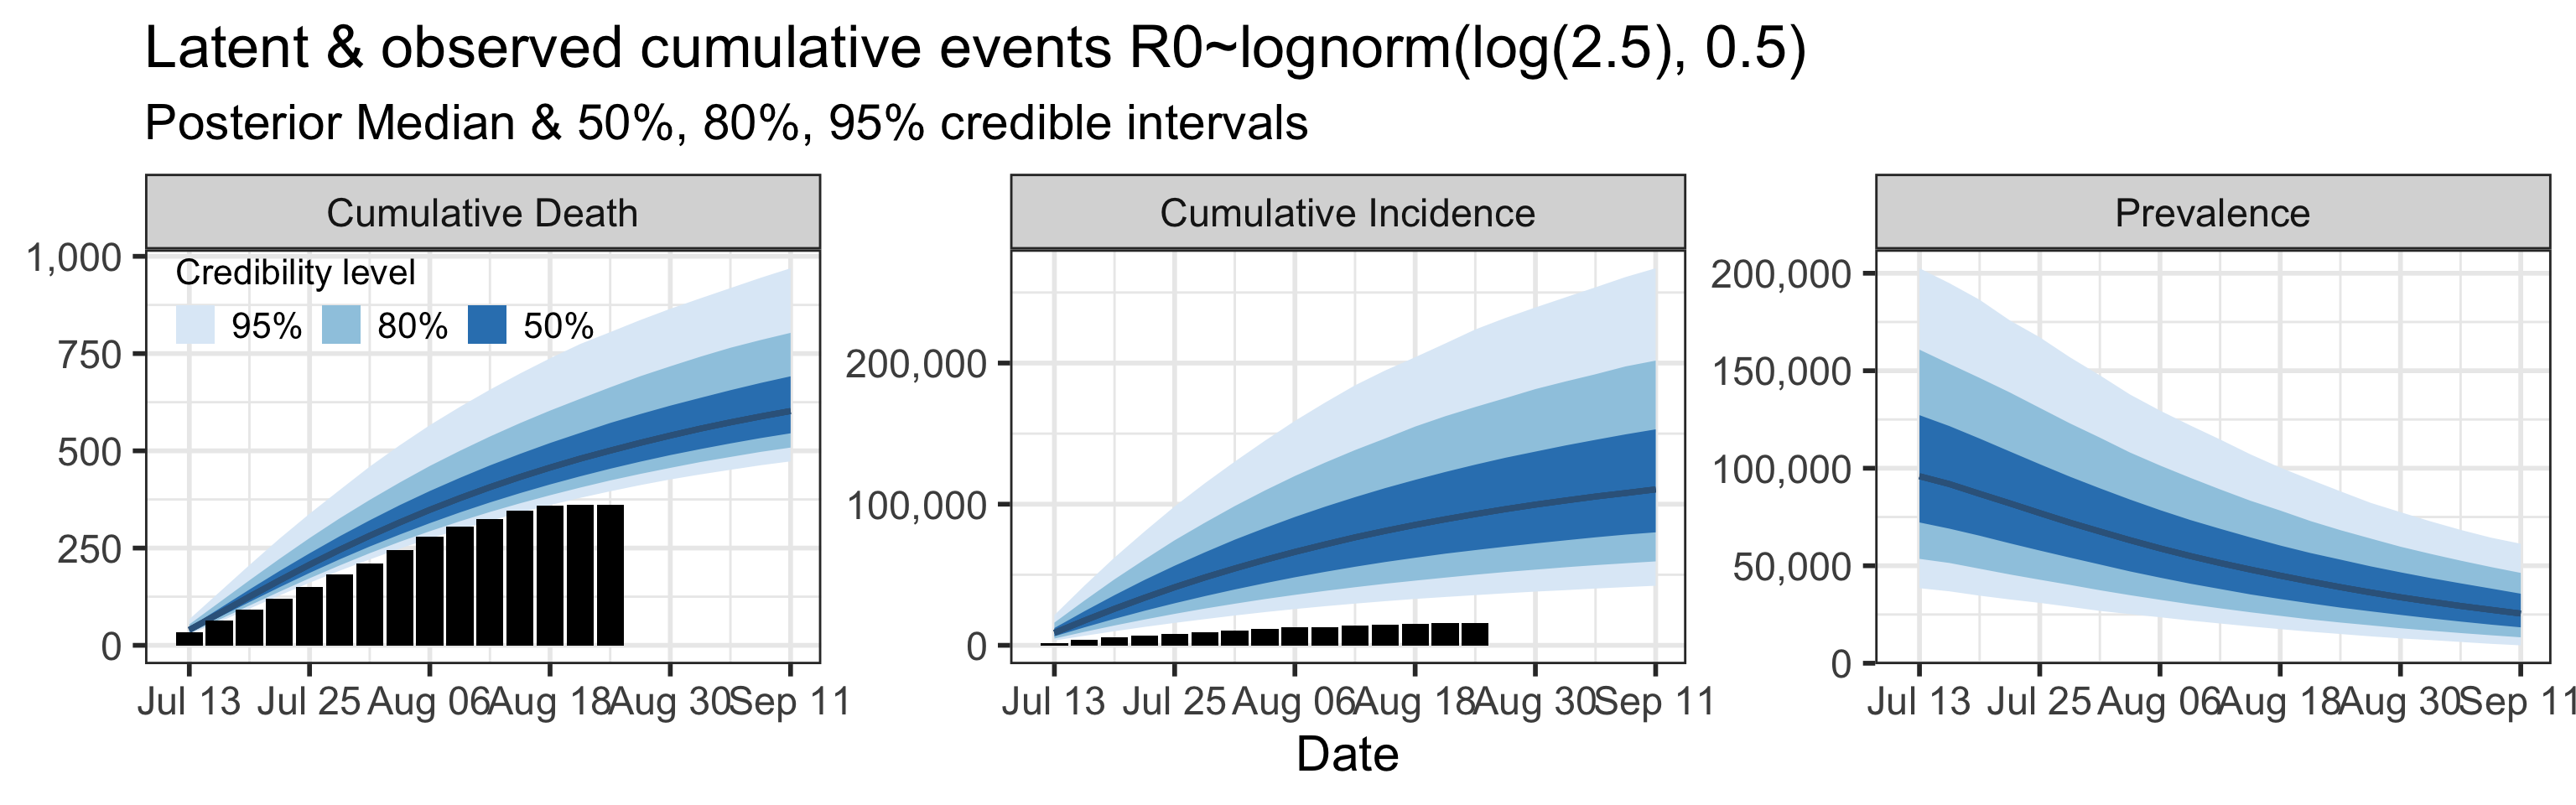 Latent & observed cumulative events R0~lognorm(log(2.5), 0.5)
Posterior Median & 50%, 80%, 95% credible intervals
Cumulative Death
1,000
750
500
250
0
Credibility level
95% 80% 50%
Jul 13 Jul 25 Aug 06 Aug 18 Aug 30 Sep 11
Cumulative Incidence
200,000
100,000
0
Jul 13 Jul 25 Aug 06 Aug 18 Aug 30 Sep 11
Prevalence
200,000
150,000
100,000
50,000
0
Jul 13 Jul 25 Aug 06 Aug 18 Aug 30 Sep 11
Date